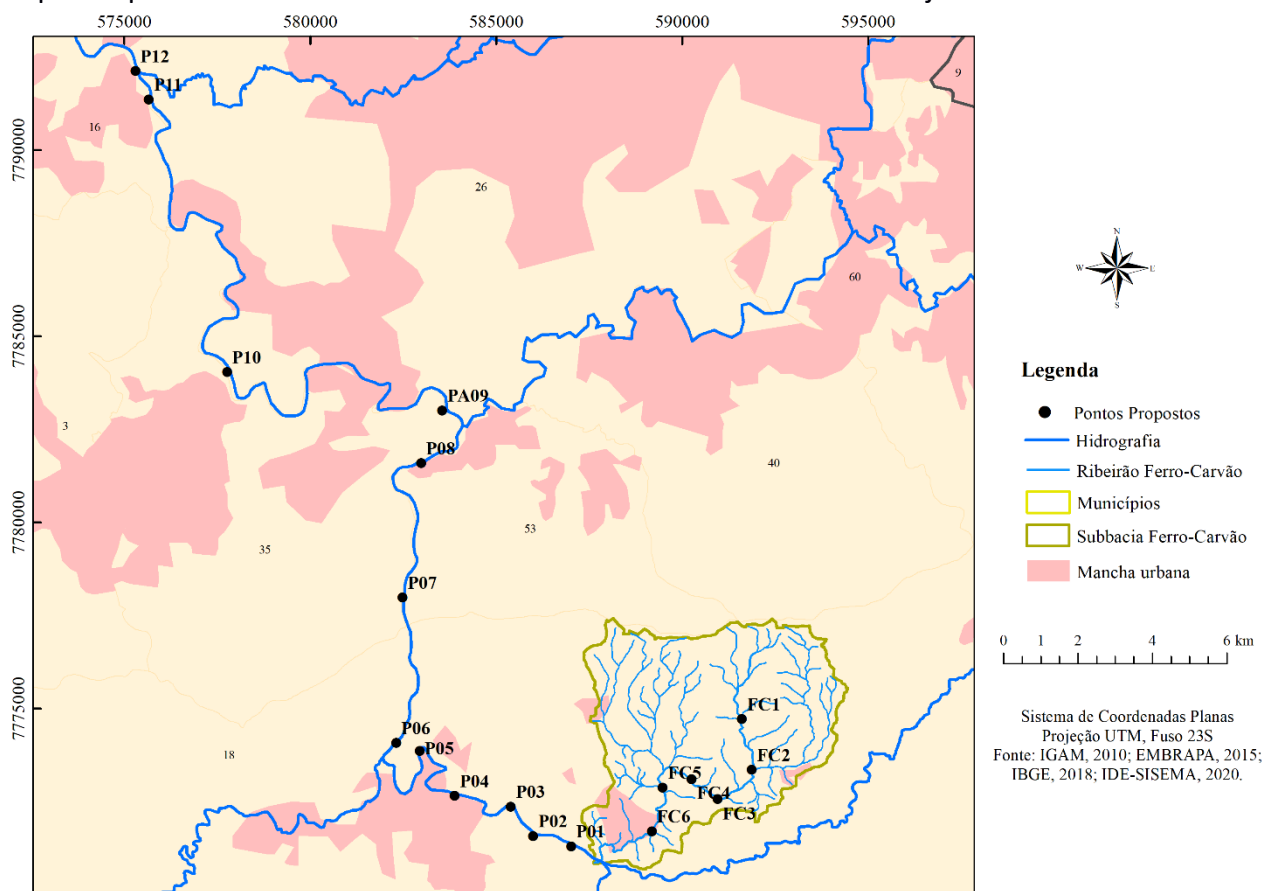 575000 580000 585000 590000 595000
7790000
7785000
7780000
7775000
P12
P11
9
16
26
60
P10
PA09
3
P08
40
53
35
P07
FC1
P06
P05
18
FC2
FC5
P04
FC4
P03
FC3
FC6
P02
P01
N
W E
S
Legenda
Pontos Propostos
Hidrografia
Ribeirão Ferro-Carvão
Municípios
Subbacia Ferro-Carvão
Mancha urbana
0 1 2 4 6 km
Sistema de Coordenadas Planas
Projeção UTM, Fuso 23S
Fonte: IGAM, 2010; EMBRAPA, 2015;
IBGE, 2018; IDE-SISEMA, 2020.